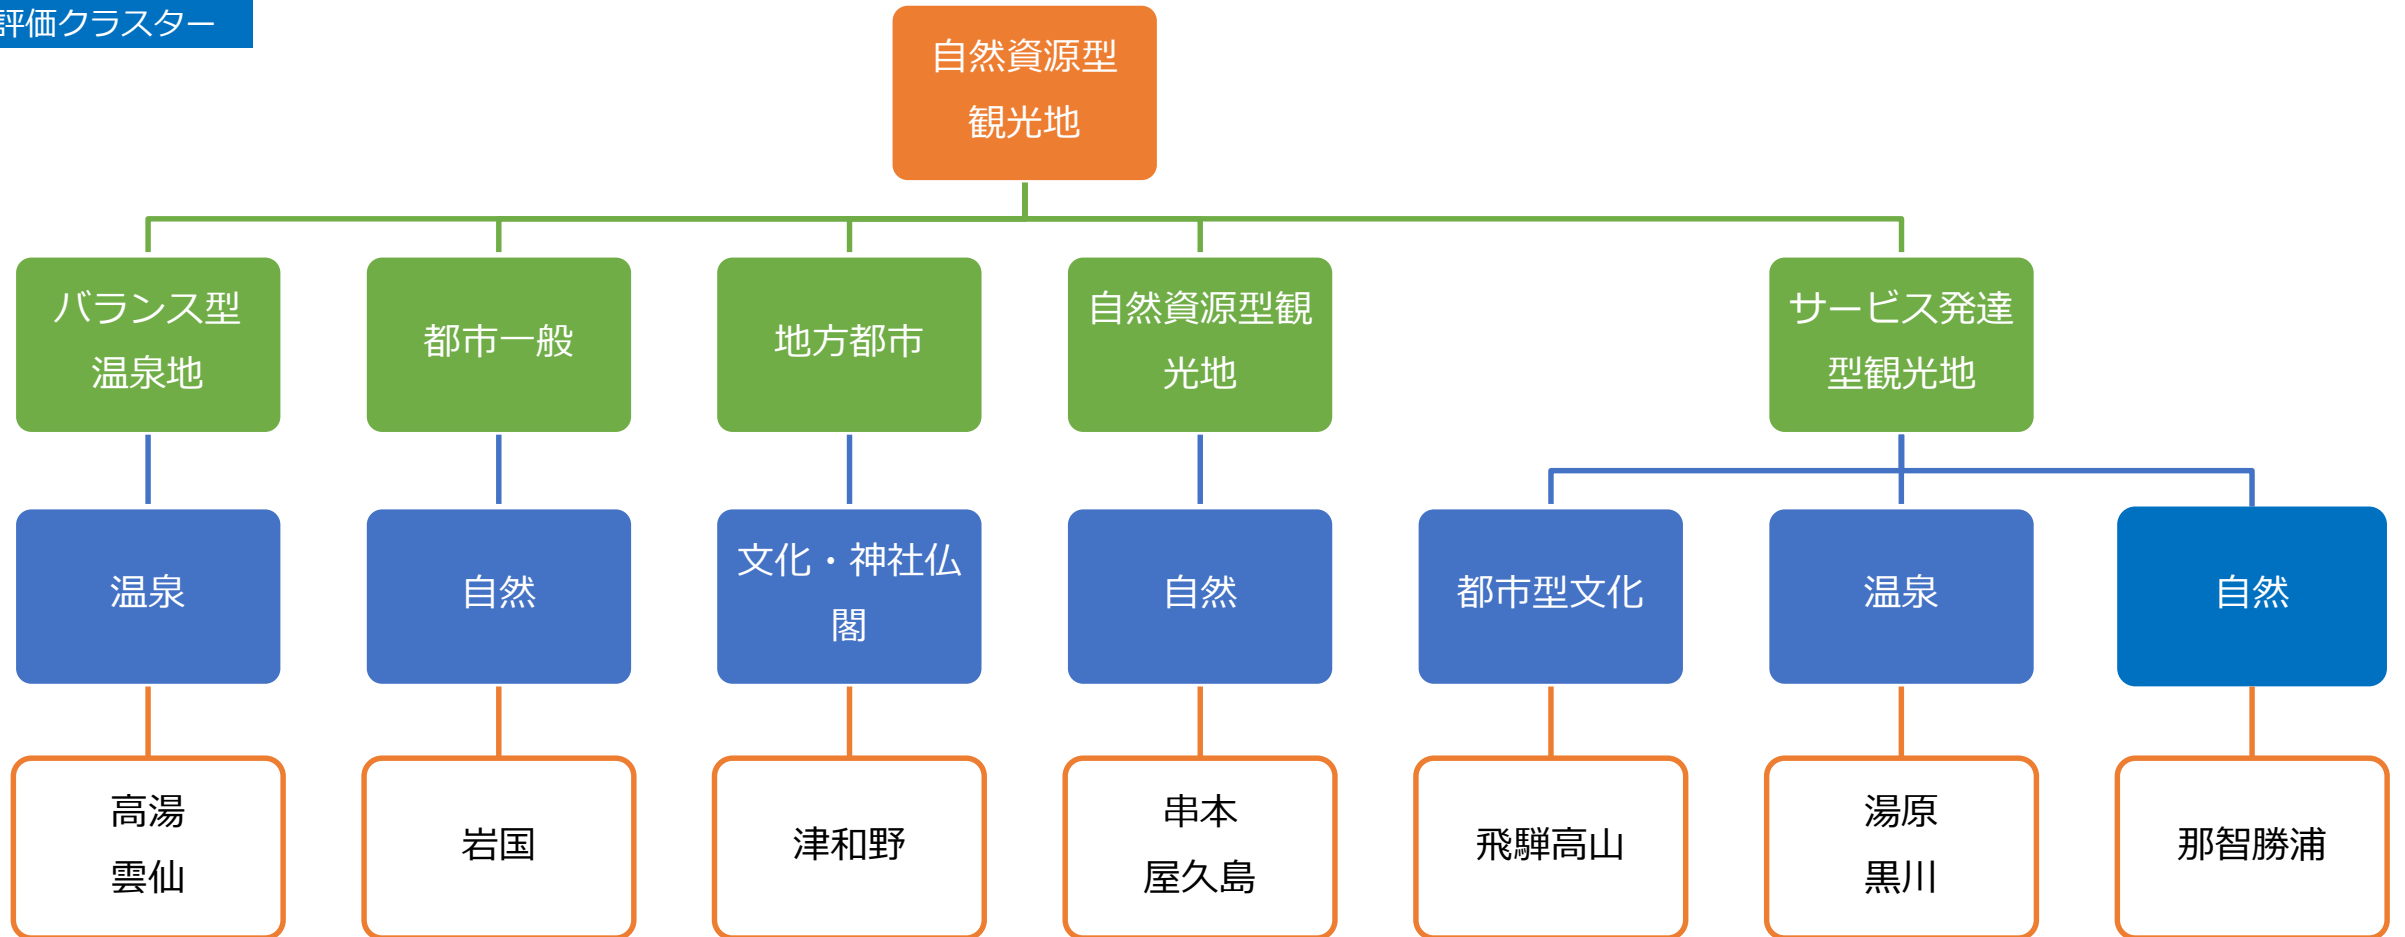 評価クラスター
自然資源型
観光地
バランス型
温泉地
都市一般
地方都市
自然資源型観
光地
サービス発達
型観光地
温泉
自然
文化・神社仏
閣
自然
都市型文化
温泉
自然
高湯
雲仙
岩国
津和野
串本
屋久島
飛騨高山
湯原
黒川
那智勝浦